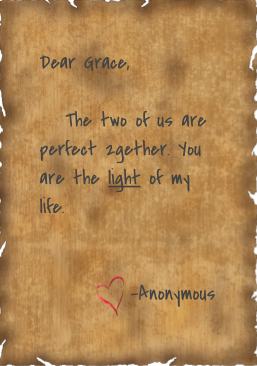 Dear Grace,
The two of us are
perfect 2gether. You
are the light of my
life.
-Anonymous